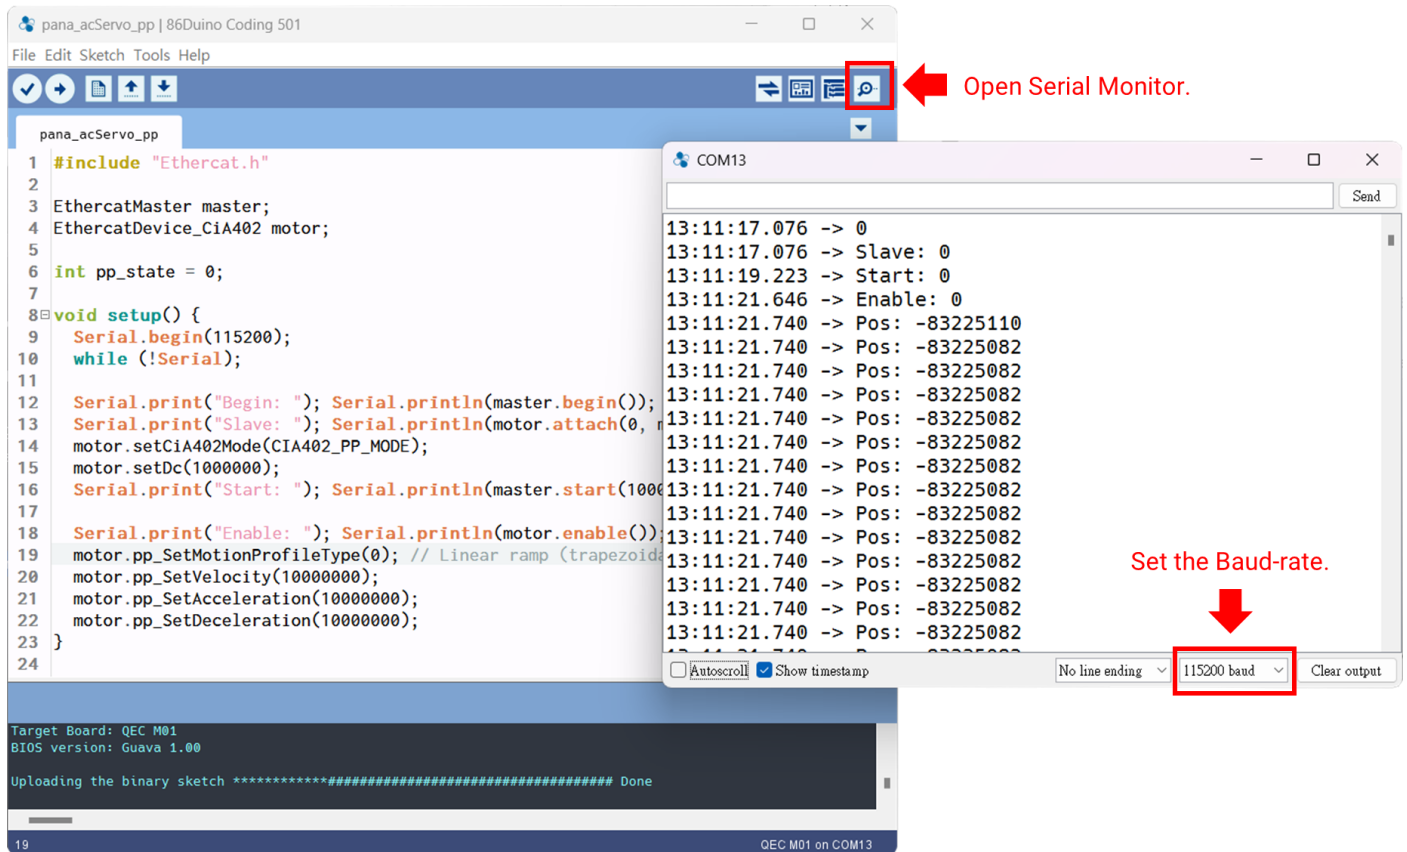 pana_acServo_pp | 86Duino Coding 501
File Edit Sketch Tools Help
Open Serial Monitor.
pana_acServo_pp
1 #include "Ethercat.h"
2
3 EthercatMaster master;
4 EthercatDevice_CiA402 motor;
5
6 int pp_state = 0;
7
8 void setup() {
9 Serial.begin(115200);
10 while (!Serial);
11
12 Serial.print("Begin: "); Serial.println(master.begin());
13 Serial.print("Slave: "); Serial.println(motor.attach(0,
14 motor.setCiA402Mode(CIA402_PP_MODE);
15 motor.setDc(1000000);
16 Serial.print("Start: "); Serial.println(master.start(100
17
18 Serial.print("Enable: "); Serial.println(motor.enable());
19 motor.pp_SetMotionProfileType(0); // Linear ramp (trapezoida
20 motor.pp_SetVelocity(10000000);
21 motor.pp_SetAcceleration(10000000);
22 motor.pp_SetDeceleration(10000000);
23 }
24
COM13
Send
13:11:17.076 -> 0
13:11:17.076 -> Slave: 0
13:11:19.223 -> Start: 0
13:11:21.646 -> Enable: 0
13:11:21.740 -> Pos: -83225110
13:11:21.740 -> Pos: -83225082
13:11:21.740 -> Pos: -83225082
13:11:21.740 -> Pos: -83225082
13:11:21.740 -> Pos: -83225082
13:11:21.740 -> Pos: -83225082
13:11:21.740 -> Pos: -83225082
13:11:21.740 -> Pos: -83225082
13:11:21.740 -> Pos: -83225082
13:11:21.740 -> Pos: -83225082
13:11:21.740 -> Pos: -83225082
13:11:21.740 -> Pos: -83225082
13:11:21.740 -> Pos: -83225082
13:11:21.740 -> Pos: -83225082
Set the Baud-rate.
Autoscroll Show timestamp No line ending 115200 baud Clear output
Target Board: QEC M01
BIOS version: Guava 1.00
Uploading the binary sketch ************#################################### Done
19 QEC M01 on COM13